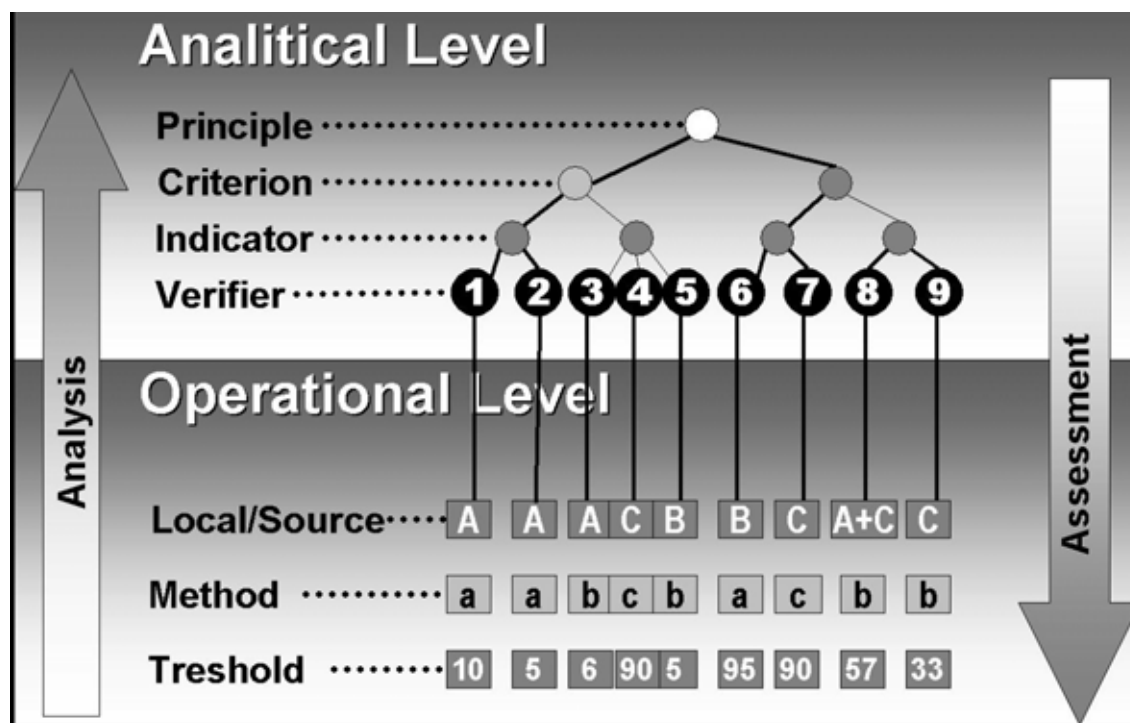 Analitical Level
Principle
Criterion
Indicator
Verifier 1 2 3 4 5 6 7 8 9
Analysis
Assessment
Operational Level
Local/Source A A A C B B C A+C C
Method a a b c b a c b b
Treshold 10 5 6 90 5 95 90 57 33